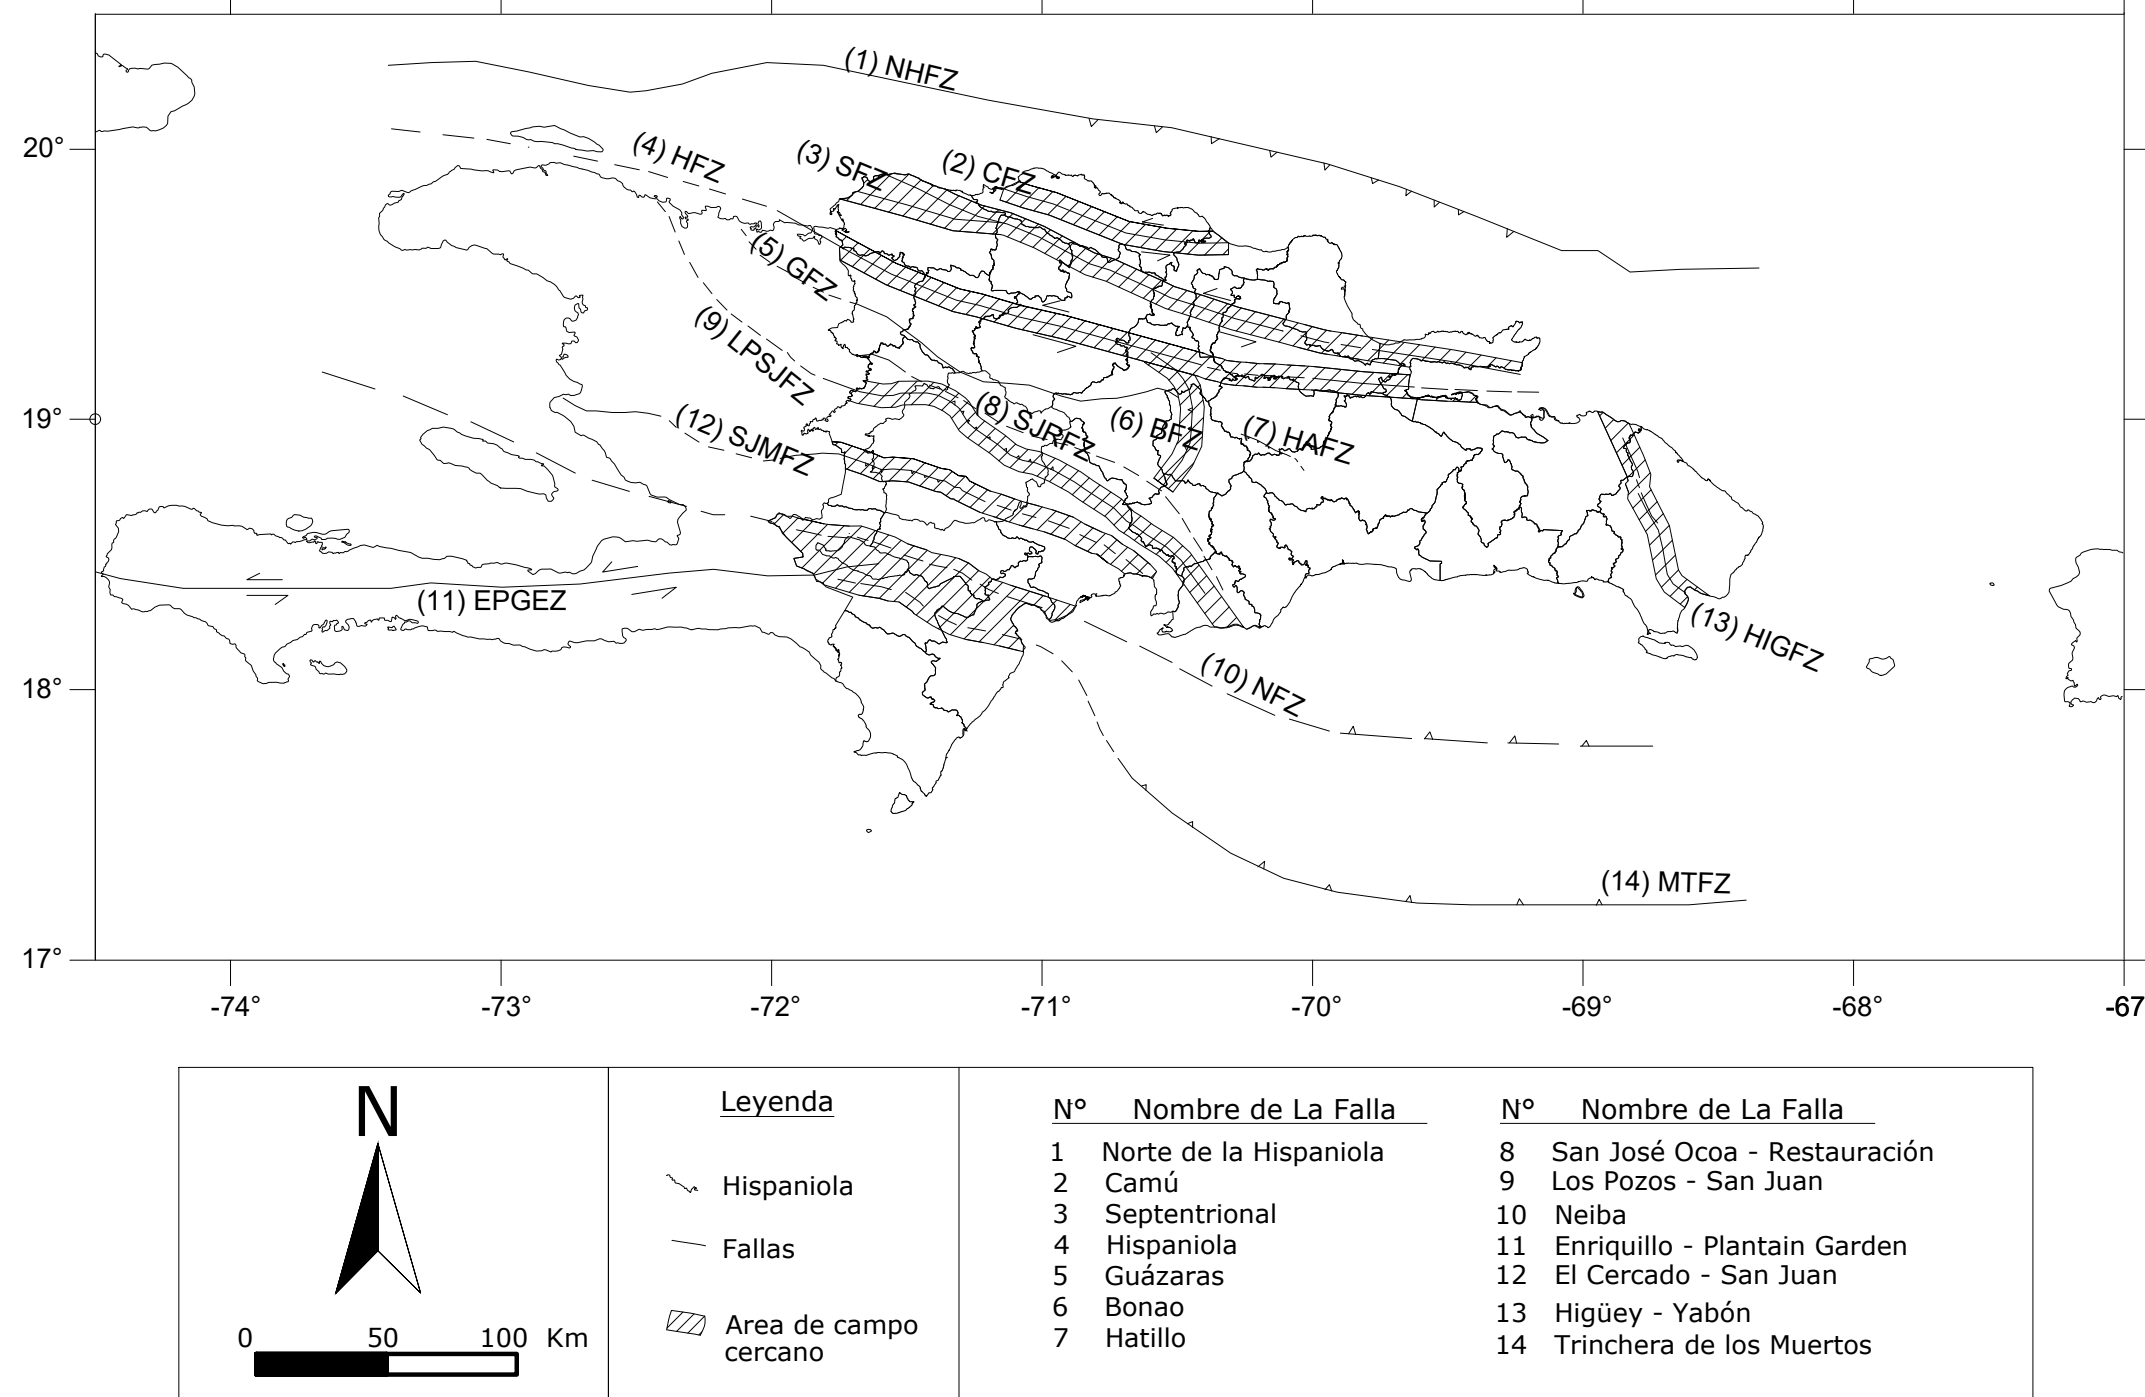 (1) NHFZ
20°
(4) HFZ
(3) SFZ
(2) CFZ
(5) GFZ
(9) LPSJFZ
19°
(12) SJMFZ
(8) SJRFZ
(6) BFZ
(7) HAFZ
(11) EPGEZ
(13) HIGFZ
18°
(10) NFZ
(14) MTFZ
17°
-74°
-73°
-72°
-71°
-70°
-69°
-68°
-67
N
0 50 100 Km
Leyenda
Hispaniola
Fallas
Area de campo
cercano
N° Nombre de La Falla
1 Norte de la Hispaniola
2 Camú
3 Septentrional
4 Hispaniola
5 Guázaras
6 Bonao
7 Hatillo
N° Nombre de La Falla
8 San José Ocoa - Restauración
9 Los Pozos - San Juan
10 Neiba
11 Enriquillo - Plantain Garden
12 El Cercado - San Juan
13 Higüey - Yabón
14 Trinchera de los Muertos